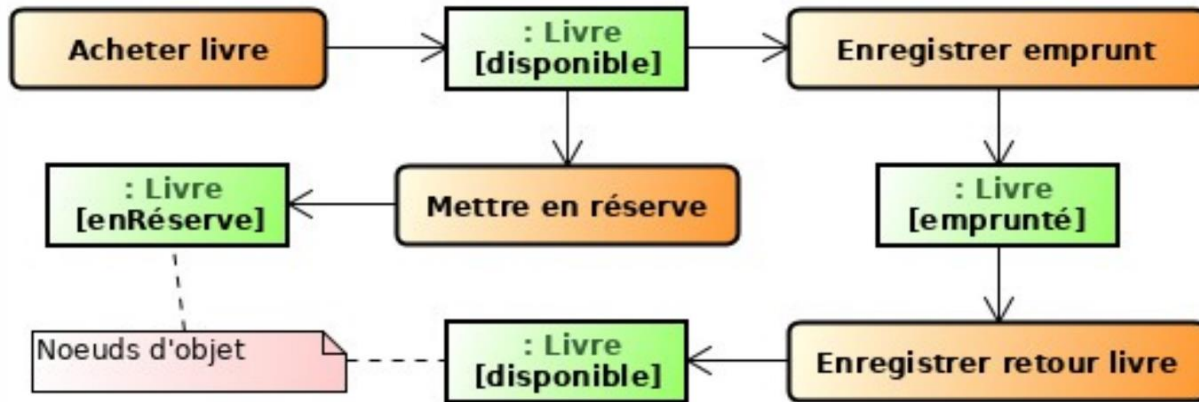 Acheter livre
: Livre
[disponible]
Enregistrer emprunt
: Livre
[enRéserve]
Mettre en réserve
: Livre
[emprunté]
Noeuds d'objet
: Livre
[disponible]
Enregistrer retour livre